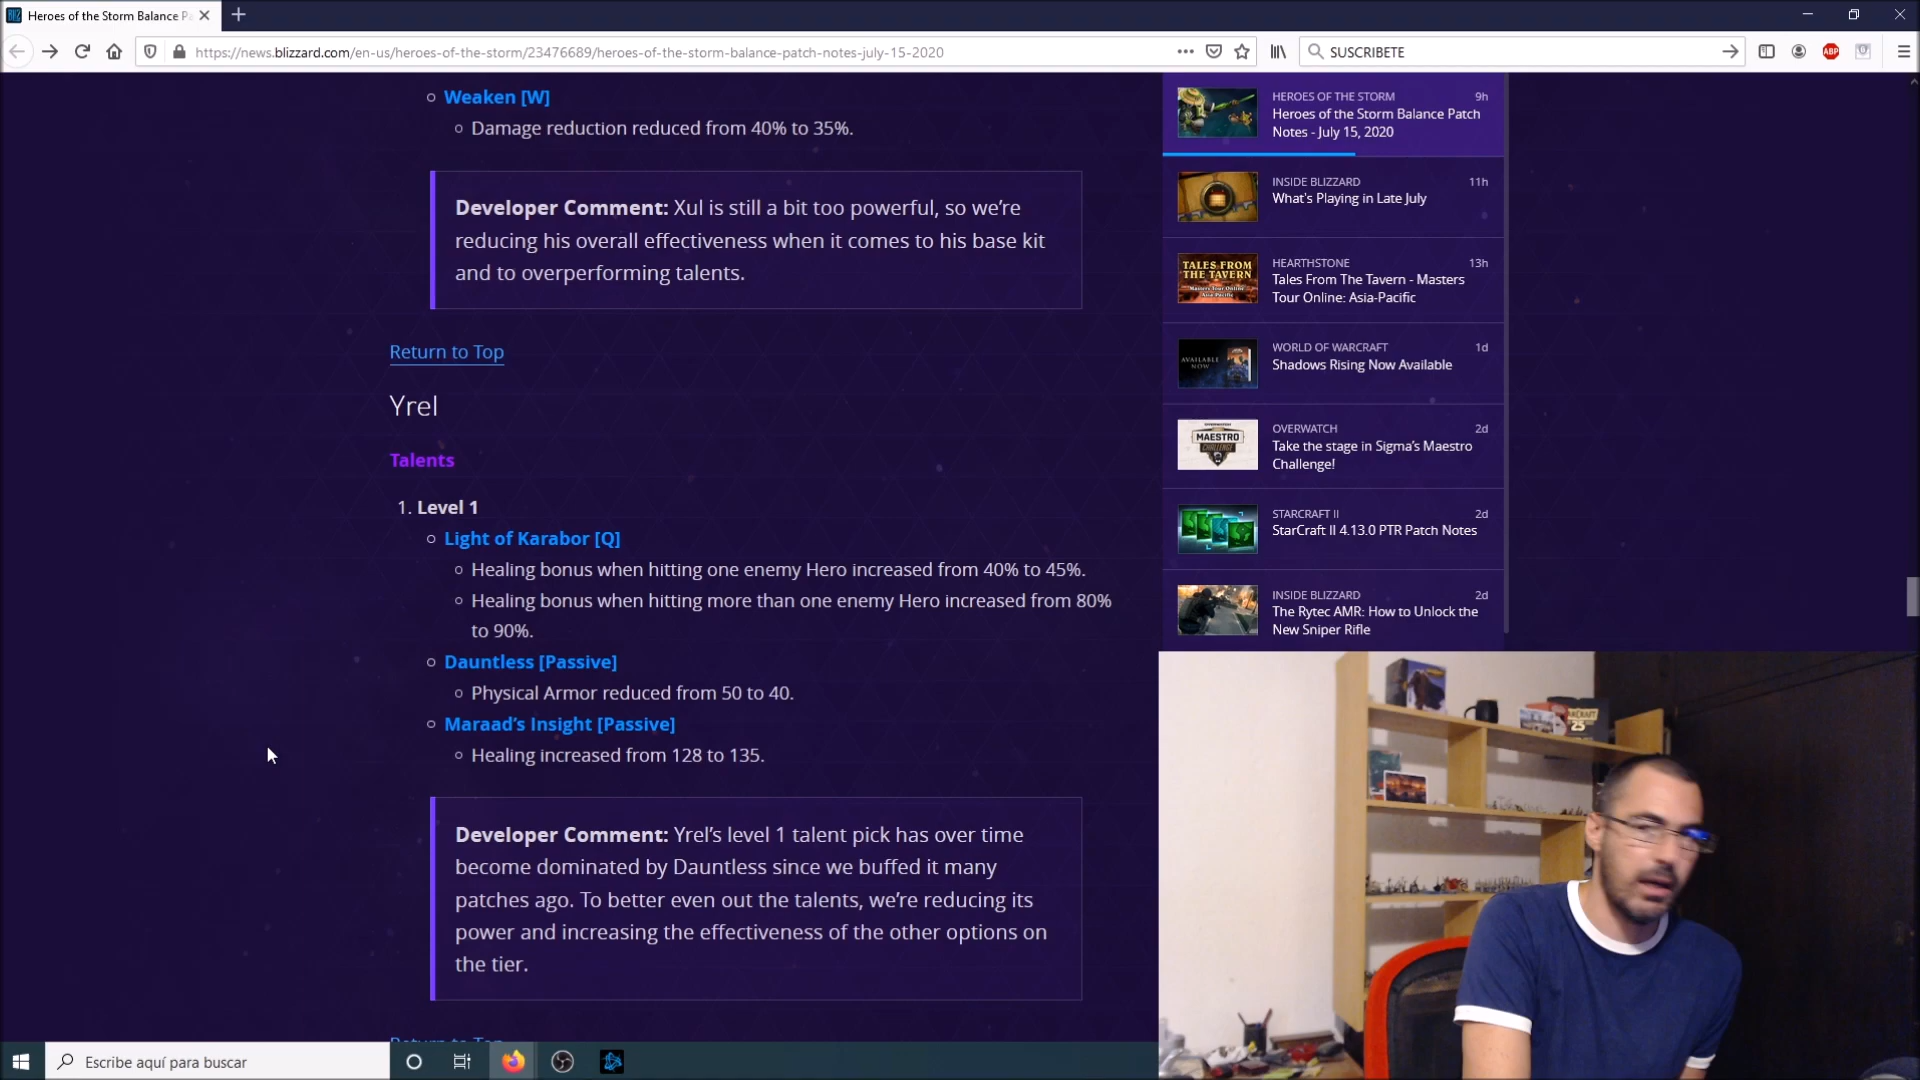 Heroes of the Storm Balance P
https://news.blizzard.com/en-us/heroes-of-the-storm/23476689/heroes-of-the-storm-balance-patch-notes-july-15-2020
SUSCRIBETE
ABP
Weaken [W]
Damage reduction reduced from 40% to 35%.
Developer Comment: Xul is still a bit too powerful, so we're
reducing his overall effectiveness when it comes to his base kit
and to overperforming talents.
Return to Top
Yrel
Talents
1. Level 1
Light of Karabor [Q]
Healing bonus when hitting one enemy Hero increased from 40% to 45%.
Healing bonus when hitting more than one enemy Hero increased from 80%
to 90%.
Dauntless [Passive]
Physical Armor reduced from 50 to 40.
Maraad's Insight [Passive]
Healing increased from 128 to 135.
Developer Comment: Yrel's level 1 talent pick has over time
become dominated by Dauntless since we buffed it many
patches ago. To better even out the talents, we're reducing its
power and increasing the effectiveness of the other options on
the tier.
Return to Top
HEROES OF THE STORM 9h
Heroes of the Storm Balance Patch
Notes - July 15, 2020
INSIDE BLIZZARD 11h
What's Playing in Late July
TALES FROM
THE TAVERN
HEARTHSTONE 13h
Tales From The Tavern - Masters
Tour Online: Asia-Pacific
AVAILABLE
NOW
WORLD OF WARCRAFT 1d
Shadows Rising Now Available
MAESTRO
CHALLENGE
OVERWATCH 2d
Take the stage in Sigma's Maestro
Challenge!
STARCRAFT II 2d
StarCraft II 4.13.0 PTR Patch Notes
INSIDE BLIZZARD 2d
The Rytec AMR: How to Unlock the
New Sniper Rifle
Escribe aquí para buscar